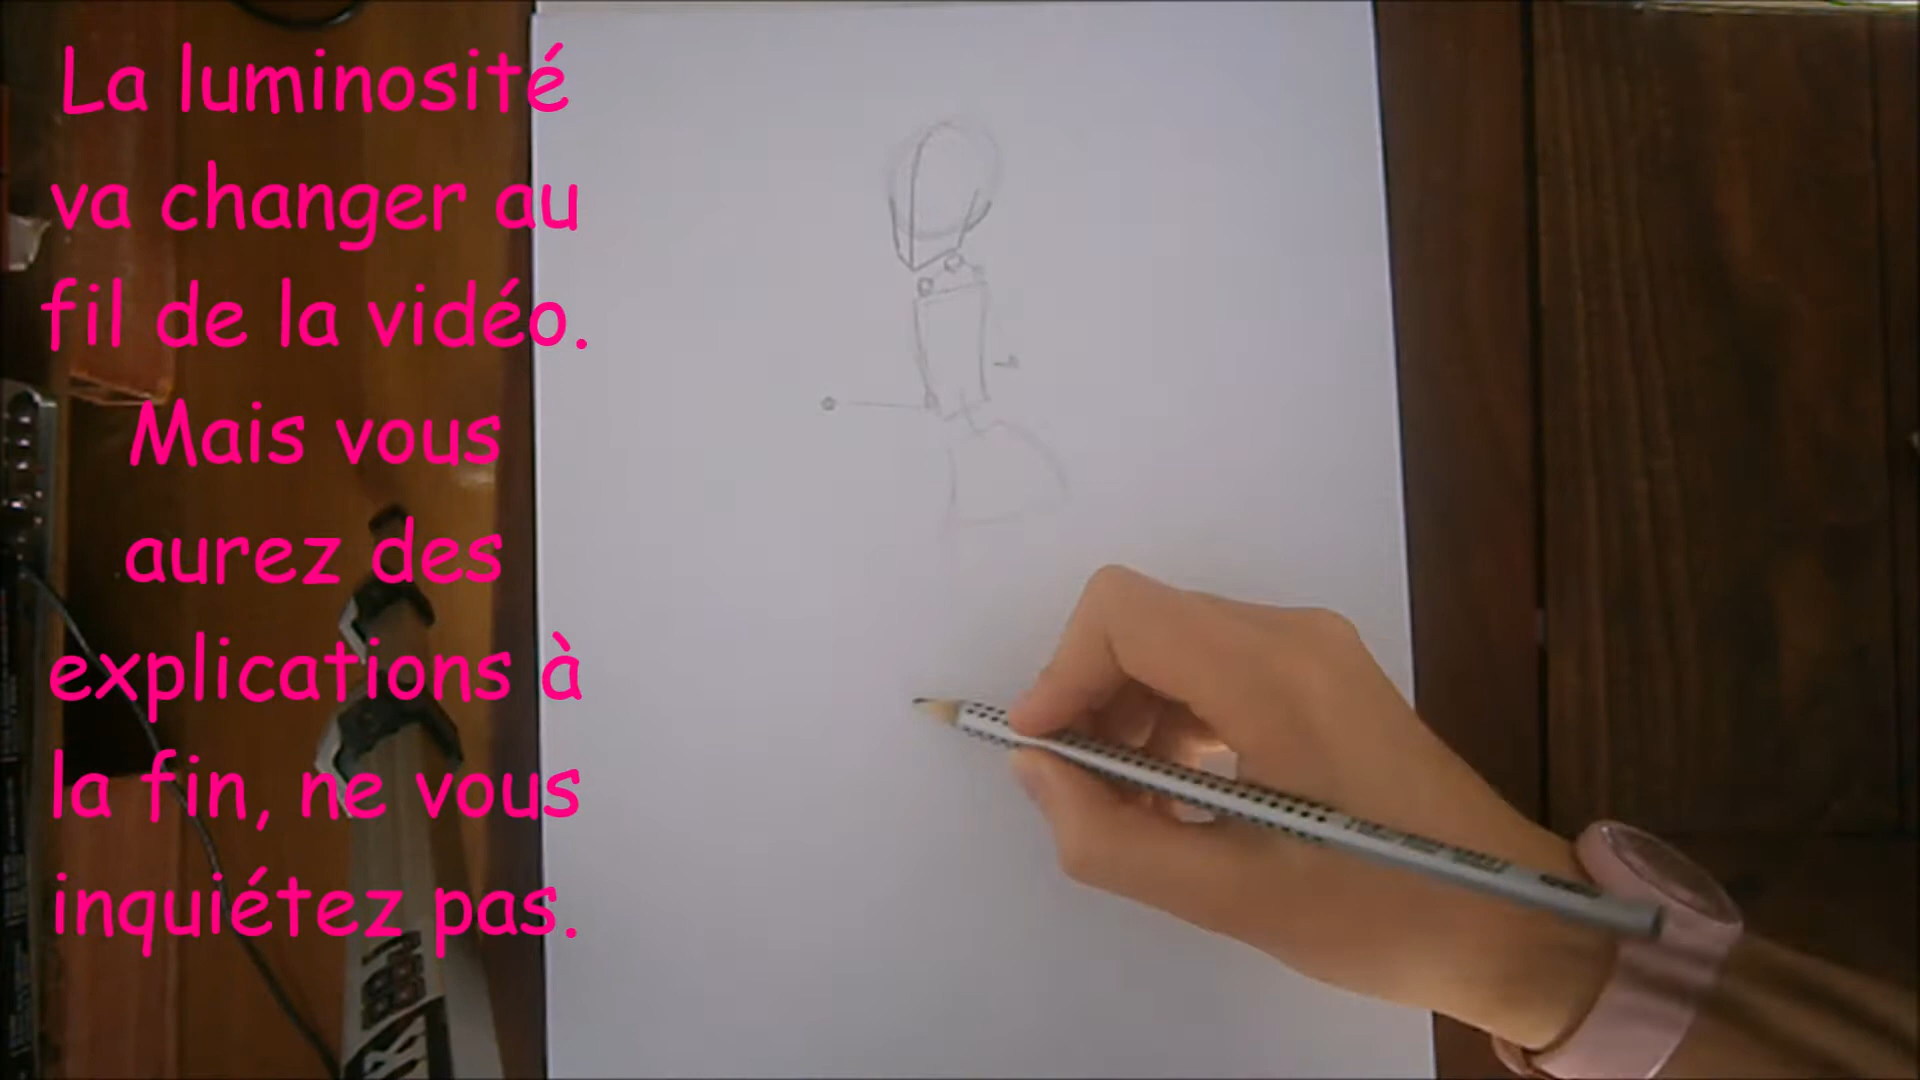 La luminosité
va changer au
fil de la vidéo.
Mais vous
aurez des
explications à
la fin, ne vous
inquiétez pas.